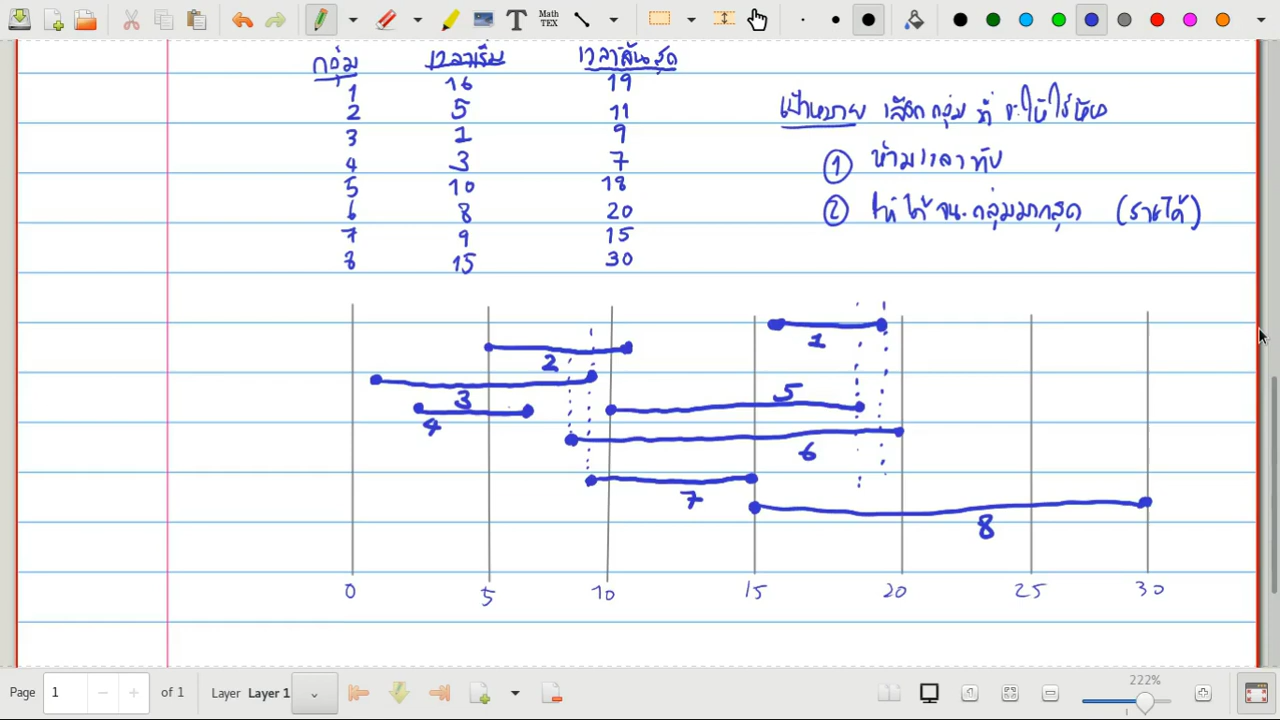 Math
TEX
กลุ่ม เวลาเริ่ม เวลาสิ้นสุด
1 16 19
2 5 11
3 1 9
4 3 7
5 10 18
6 8 20
7 9 15
8 15 30
เป้าหมาย เลือกกลุ่มที่จะให้ใช้ห้อง
① ห้ามเวลาทับ
② ให้ได้จน.กลุ่มมากสุด (รายได้)
1
2
3
4
5
6
7
8
0 5 10 15 20 25 30
Page 1 of 1 Layer Layer 1 222%